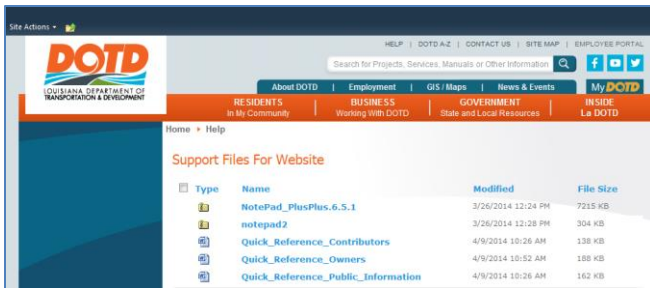 Site Actions
HELP | DOTD A-Z | CONTACT US | SITE MAP | EMPLOYEE PORTAL
DOTD
LOUISIANA DEPARTMENT OF
TRANSPORTATION & DEVELOPMENT
Search for Projects, Services, Manuals or Other Information
About DOTD | Employment | GIS / Maps | News & Events
My DOTD
RESIDENTS
In My Community
BUSINESS
Working With DOTD
GOVERNMENT
State and Local Resources
INSIDE
La DOTD
Home Help
Support Files For Website
Type Name Modified File Size
NotePad_PlusPlus.6.5.1 3/26/2014 12:24 PM 7215 KB
notepad2 3/26/2014 12:28 PM 304 KB
Quick_Reference_Contributors 4/9/2014 10:26 AM 138 KB
Quick_Reference_Owners 4/9/2014 10:52 AM 188 KB
Quick_Reference_Public_Information 4/9/2014 10:26 AM 162 KB